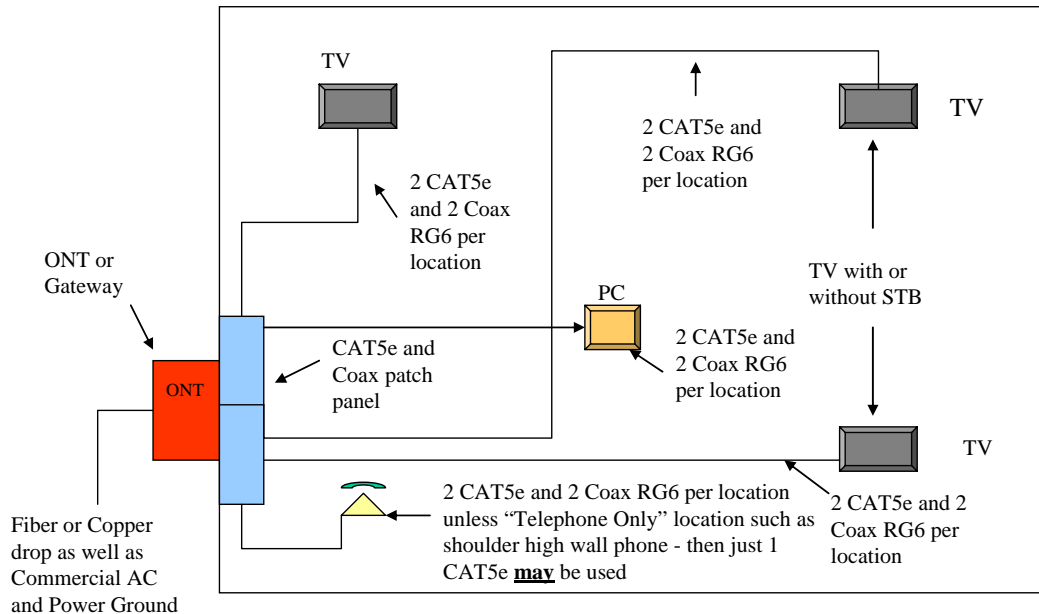 TV
TV
2 CAT5e and
2 Coax RG6
per location
2 CAT5e
and 2 Coax
RG6 per
location
ONT or
Gateway
TV with or
without STB
PC
2 CAT5e and
2 Coax RG6
per location
CAT5e and
Coax patch
panel
ONT
TV
2 CAT5e and 2 Coax RG6 per location
unless “Telephone Only” location such as
shoulder high wall phone - then just 1
CAT5e may be used
2 CAT5e and 2
Coax RG6 per
location
Fiber or Copper
drop as well as
Commercial AC
and Power Ground